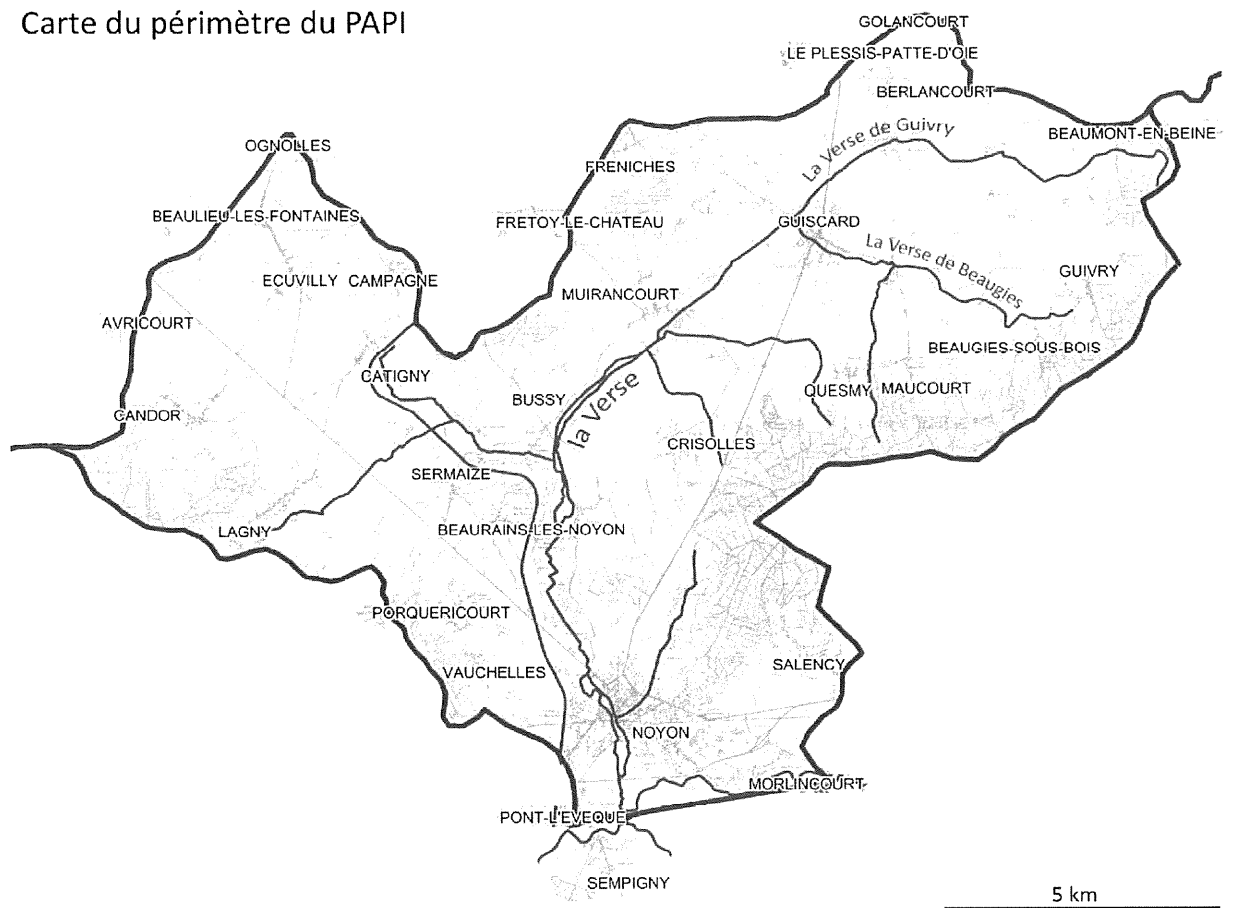 Carte du périmètre du PAPI
GOLANCOURT
LE PLESSIS-PATTE-D'OIE
BERLANCOURT
BEAUMONT-EN-BEINE
La Verse de Guivry
OGNOLLES
FRENICHES
BEAULIEU-LES-FONTAINES
FRETOY-LE-CHATEAU
GUISCARD
La Verse de Beaugies
GUIVRY
ECUVILLY
CAMPAGNE
MUIRANCOURT
AVRICOURT
BEAUGIES-SOUS-BOIS
CATIGNY
BUSSY
la Verse
QUESMY
MAUCOURT
CANDOR
CRISOLLES
SERMAIZE
LAGNY
BEAURAINS-LES-NOYON
PORQUERICOURT
VAUCHELLES
SALENCY
NOYON
MORLINCOURT
PONT-L'EVEQUE
SEMPIGNY
5 km